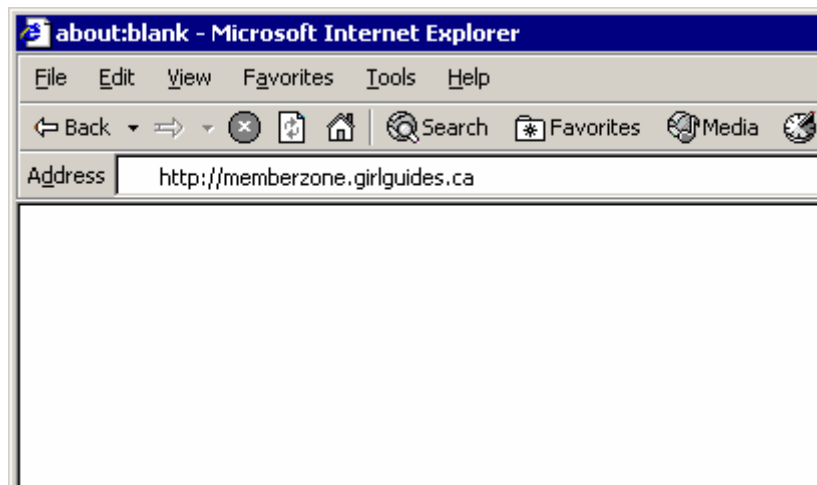 about:blank - Microsoft Internet Explorer
File Edit View Favorites Tools Help
Back Search Favorites Media
Address http://memberzone.girlguides.ca